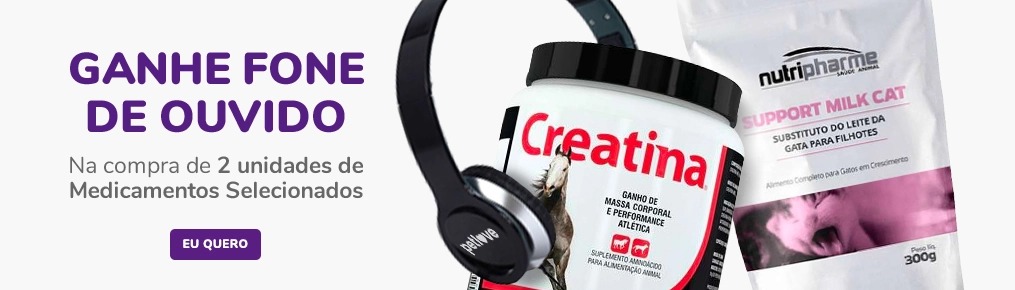 GANHE FONE
DE OUVIDO
Na compra de 2 unidades de
Medicamentos Selecionados
EU QUERO
petlove
Creatina
GANHO DE
MASSA CORPORAL
E PERFORMANCE
ATLÉTICA
SUPLEMENTO AMINOÁCIDO
PARA ALIMENTAÇÃO ANIMAL
nutripharme
SAÚDE ANIMAL
SUPPORT MILK CAT
SUBSTITUTO DO LEITE DA
GATA PARA FILHOTES
Alimento Completo para Gatos em Crescimento
Peso líq.
300g